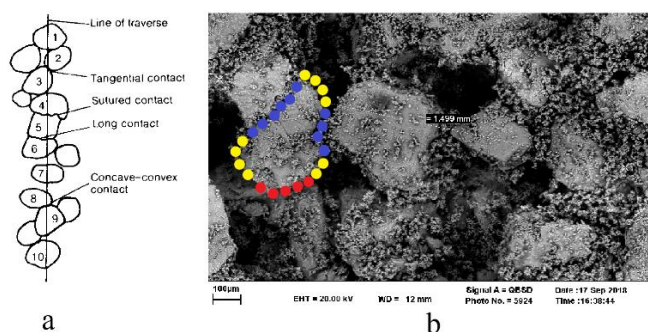 Line of traverse
1
2
Tangential contact
3
Sutured contact
4
Long contact
5
6
Concave-convex
contact
7
8
9
10
a
= 1.499 mm
100µm
EHT = 20.00 kV
WD = 12 mm
Signal A = QBSD
Photo No. = 5924
Date :17 Sep 2018
Time :16:38:44
b